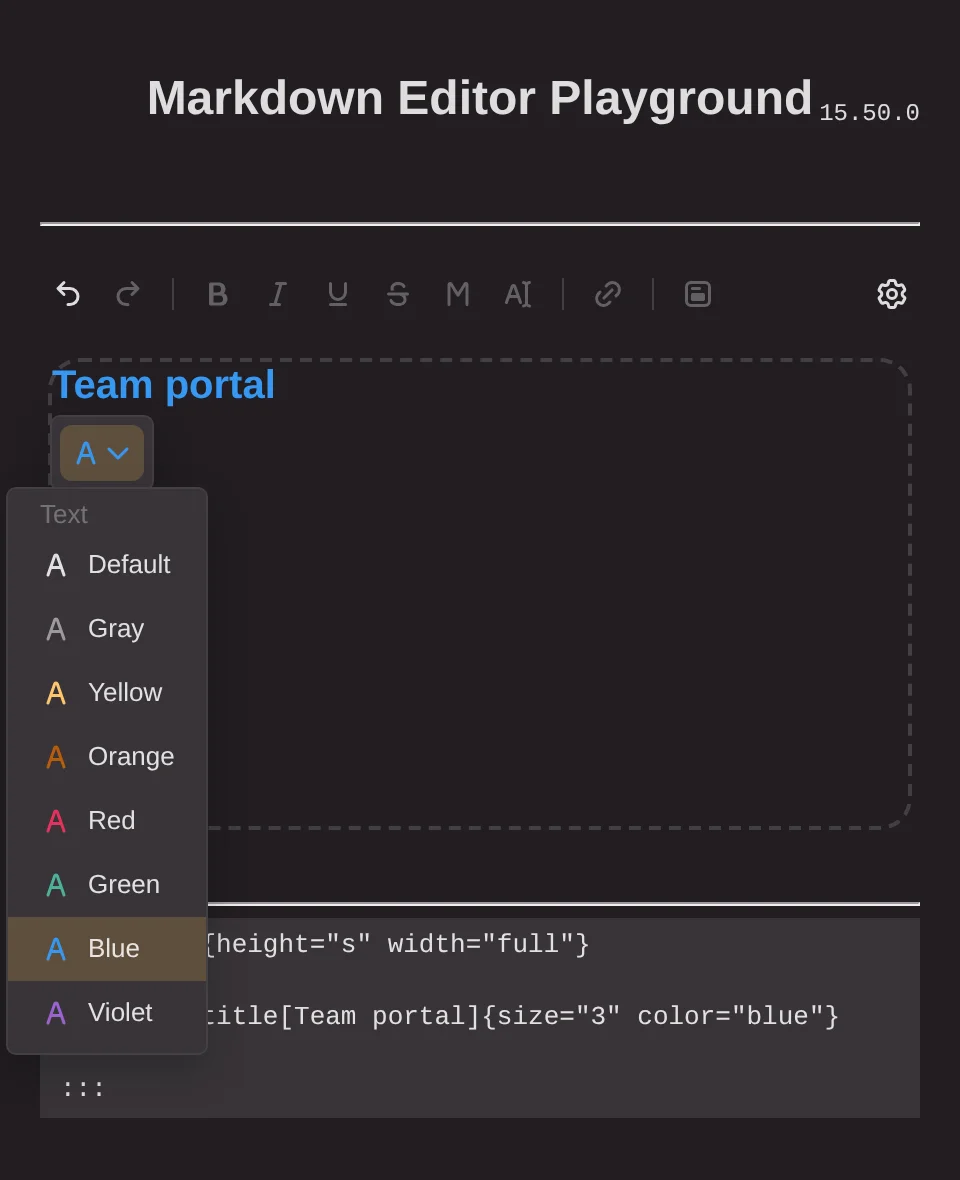 Markdown Editor Playground 15.50.0
Team portal
Text
Default
Gray
Yellow
Orange
Red
Green
Blue
Violet
{height="s" width="full"}
title[Team portal]{size="3" color="blue"}
:::